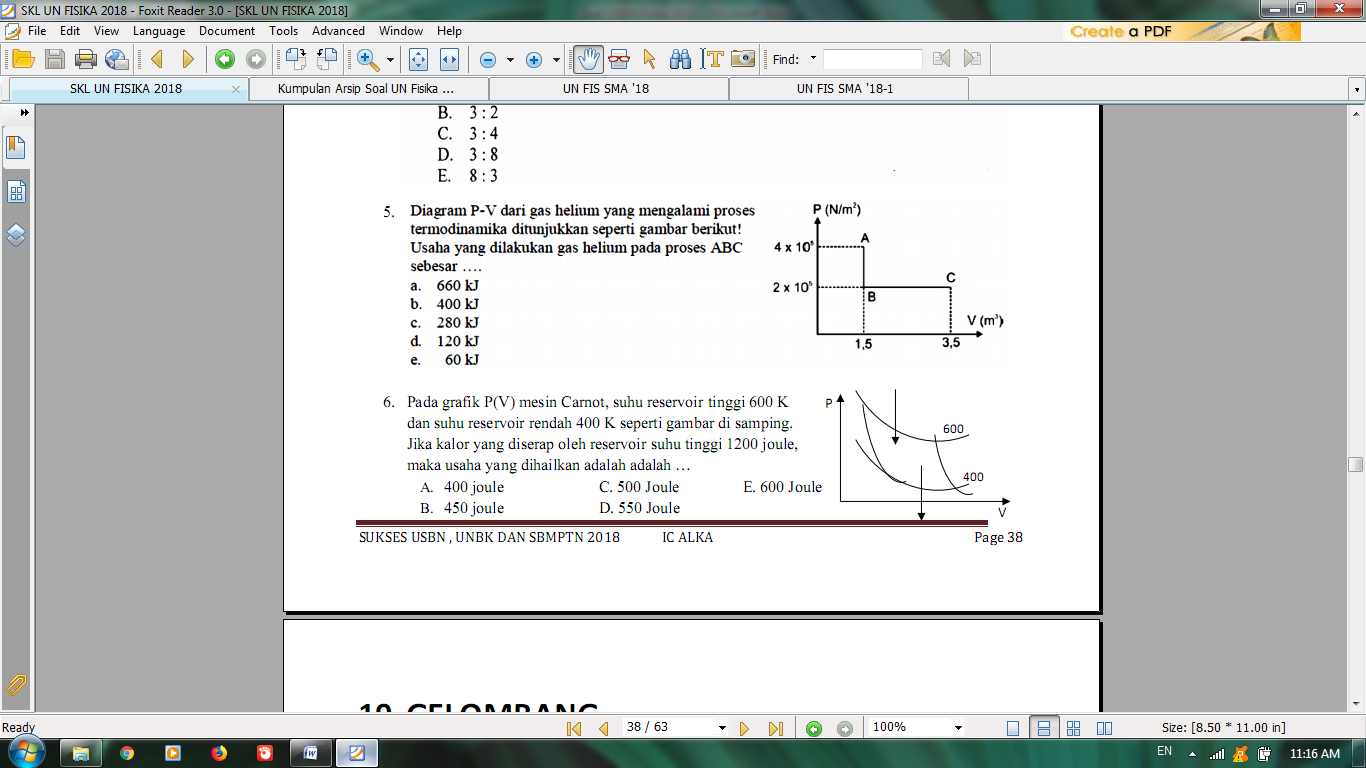 SKL UN FISIKA 2018 - Foxit Reader 3.0 - [SKL UN FISIKA 2018]
File Edit View Language Document Tools Advanced Window Help
Create a PDF
Find:
SKL UN FISIKA 2018
Kumpulan Arsip Soal UN Fisika ...
UN FIS SMA '18
UN FIS SMA '18-1
B. 3 : 2
C. 3 : 4
D. 3 : 8
E. 8 : 3
5. Diagram P-V dari gas helium yang mengalami proses
termodinamika ditunjukkan seperti gambar berikut!
Usaha yang dilakukan gas helium pada proses ABC
sebesar ….
a. 660 kJ
b. 400 kJ
c. 280 kJ
d. 120 kJ
e. 60 kJ
P (N/m²)
4 x 10⁵
A
2 x 10⁵
B
C
V (m³)
1,5
3,5
6. Pada grafik P(V) mesin Carnot, suhu reservoir tinggi 600 K
dan suhu reservoir rendah 400 K seperti gambar di samping.
Jika kalor yang diserap oleh reservoir suhu tinggi 1200 joule,
maka usaha yang dihailkan adalah adalah …
A. 400 joule C. 500 Joule E. 600 Joule
B. 450 joule D. 550 Joule
P
600
400
V
SUKSES USBN , UNBK DAN SBMPTN 2018 IC ALKA Page 38
10. GELOMBANG
Ready
38 / 63
100%
Size: [8.50 * 11.00 in]
EN
11:16 AM